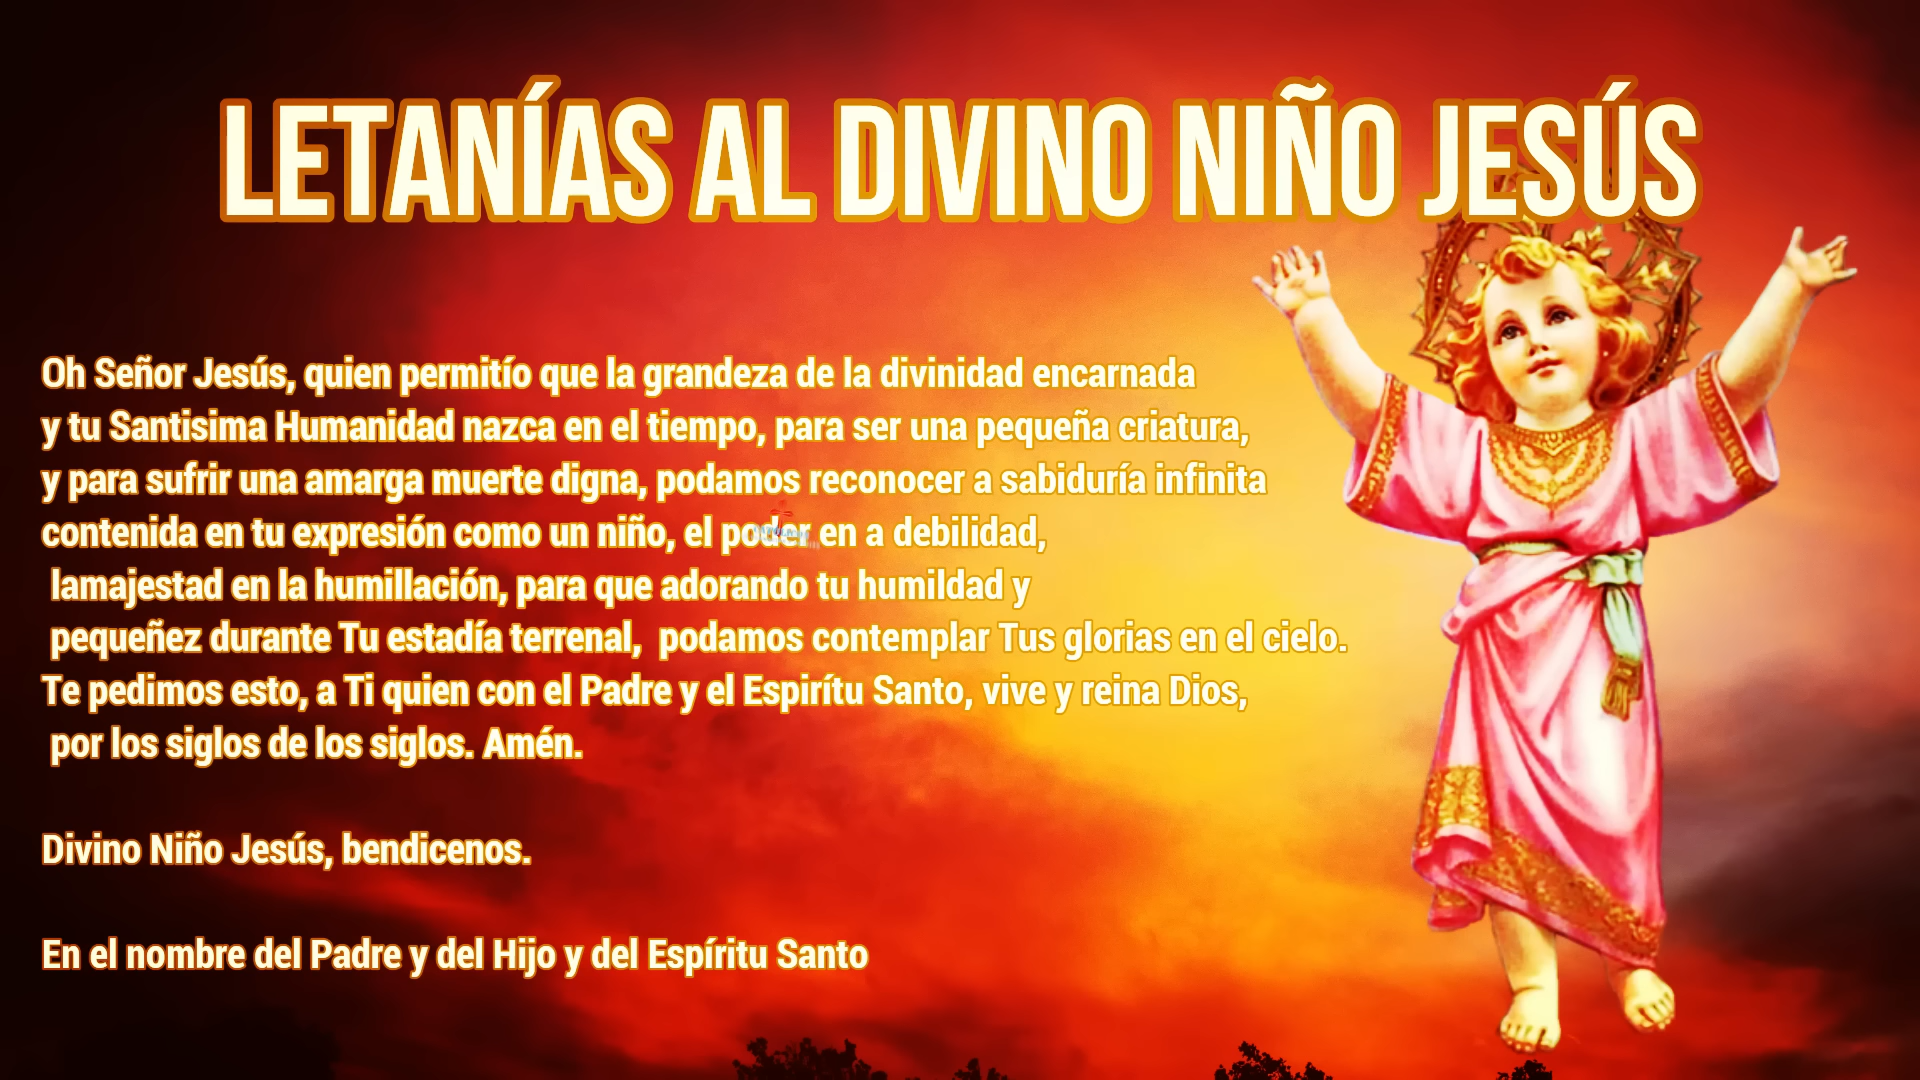 LETANÍAS AL DIVINO NIÑO JESÚS
Oh Señor Jesús, quien permitío que la grandeza de la divinidad encarnada
y tu Santisima Humanidad nazca en el tiempo, para ser una pequeña criatura,
y para sufrir una amarga muerte digna, podamos reconocer a sabiduría infinita
contenida en tu expresión como un niño, el poder en a debilidad,
lamajestad en la humillación, para que adorando tu humildad y
pequeñez durante Tu estadía terrenal, podamos contemplar Tus glorias en el cielo.
Te pedimos esto, a Ti quien con el Padre y el Espirítu Santo, vive y reina Dios,
por los siglos de los siglos. Amén.
Divino Niño Jesús, bendicenos.
En el nombre del Padre y del Hijo y del Espíritu Santo